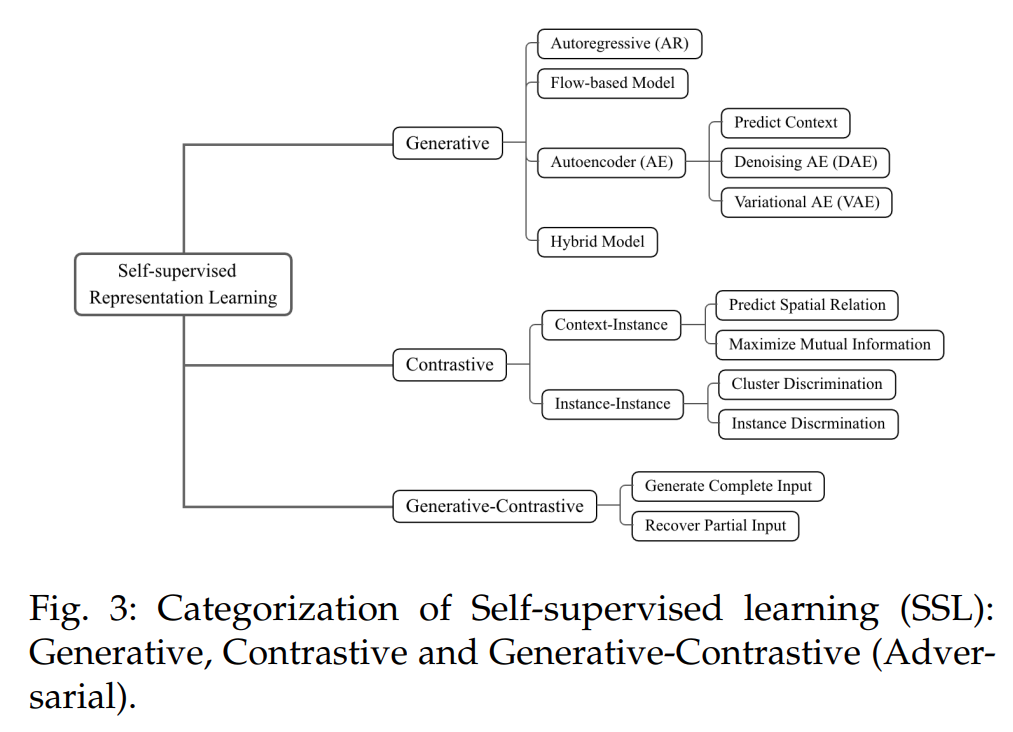 Autoregressive (AR)
Flow-based Model
Generative
Predict Context
Autoencoder (AE)
Denoising AE (DAE)
Variational AE (VAE)
Hybrid Model
Self-supervised
Representation Learning
Predict Spatial Relation
Context-Instance
Maximize Mutual Information
Contrastive
Cluster Discrimination
Instance-Instance
Instance Discrmination
Generate Complete Input
Generative-Contrastive
Recover Partial Input
Fig. 3: Categorization of Self-supervised learning (SSL):
Generative, Contrastive and Generative-Contrastive (Adver-
sarial).